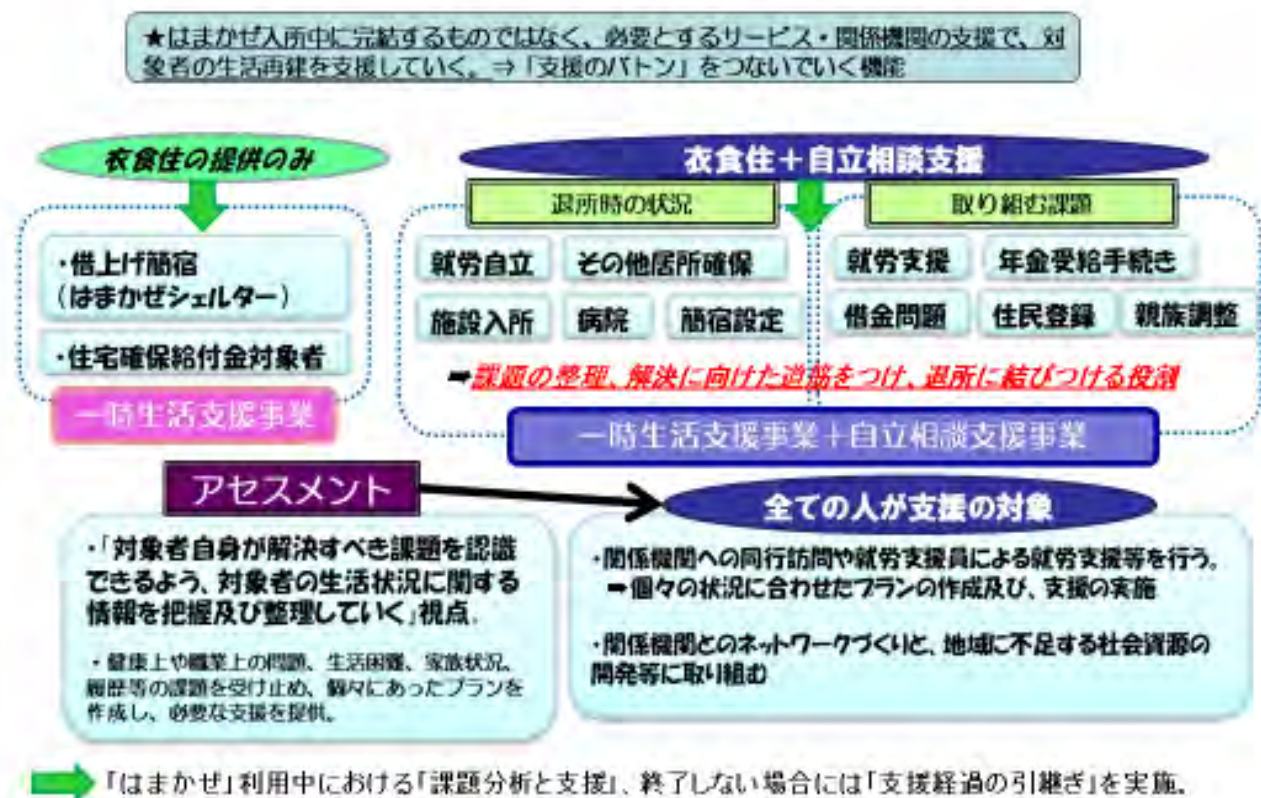 ★はまかぜ入所中に完結するものではなく、必要とするサービス・関係機関の支援で、対
象者の生活再建を支援していく。⇒「支援のバトン」をつないでいく機能
衣食住の提供のみ
・借上げ簡宿
(はまかぜシェルター)
・住宅確保給付金対象者
一時生活支援事業
衣食住+自立相談支援
退所時の状況
就労自立 その他居所確保
施設入所 病院 簡宿設定
取り組む課題
就労支援 年金受給手続き
借金問題 住民登録 親族調整
➡課題の整理、解決に向けた道筋をつけ、退所に結びつける役割
一時生活支援事業+自立相談支援事業
アセスメント
・「対象者自身が解決すべき課題を認識
できるよう、対象者の生活状況に関する
情報を把握及び整理していく」視点.
・健康上や職業上の問題、生活困難、家族状況、
履歴等の課題を受け止め、個々にあったプランを
作成し、必要な支援を提供。
全ての人が支援の対象
・関係機関への同行訪問や就労支援員による就労支援等を行う。
➡個々の状況に合わせたプランの作成及び、支援の実施
・関係機関とのネットワークづくりと、地域に不足する社会資源の
開発等に取り組む
「はまかぜ」利用中における「課題分析と支援」、終了しない場合には「支援経過の引継ぎ」を実施。